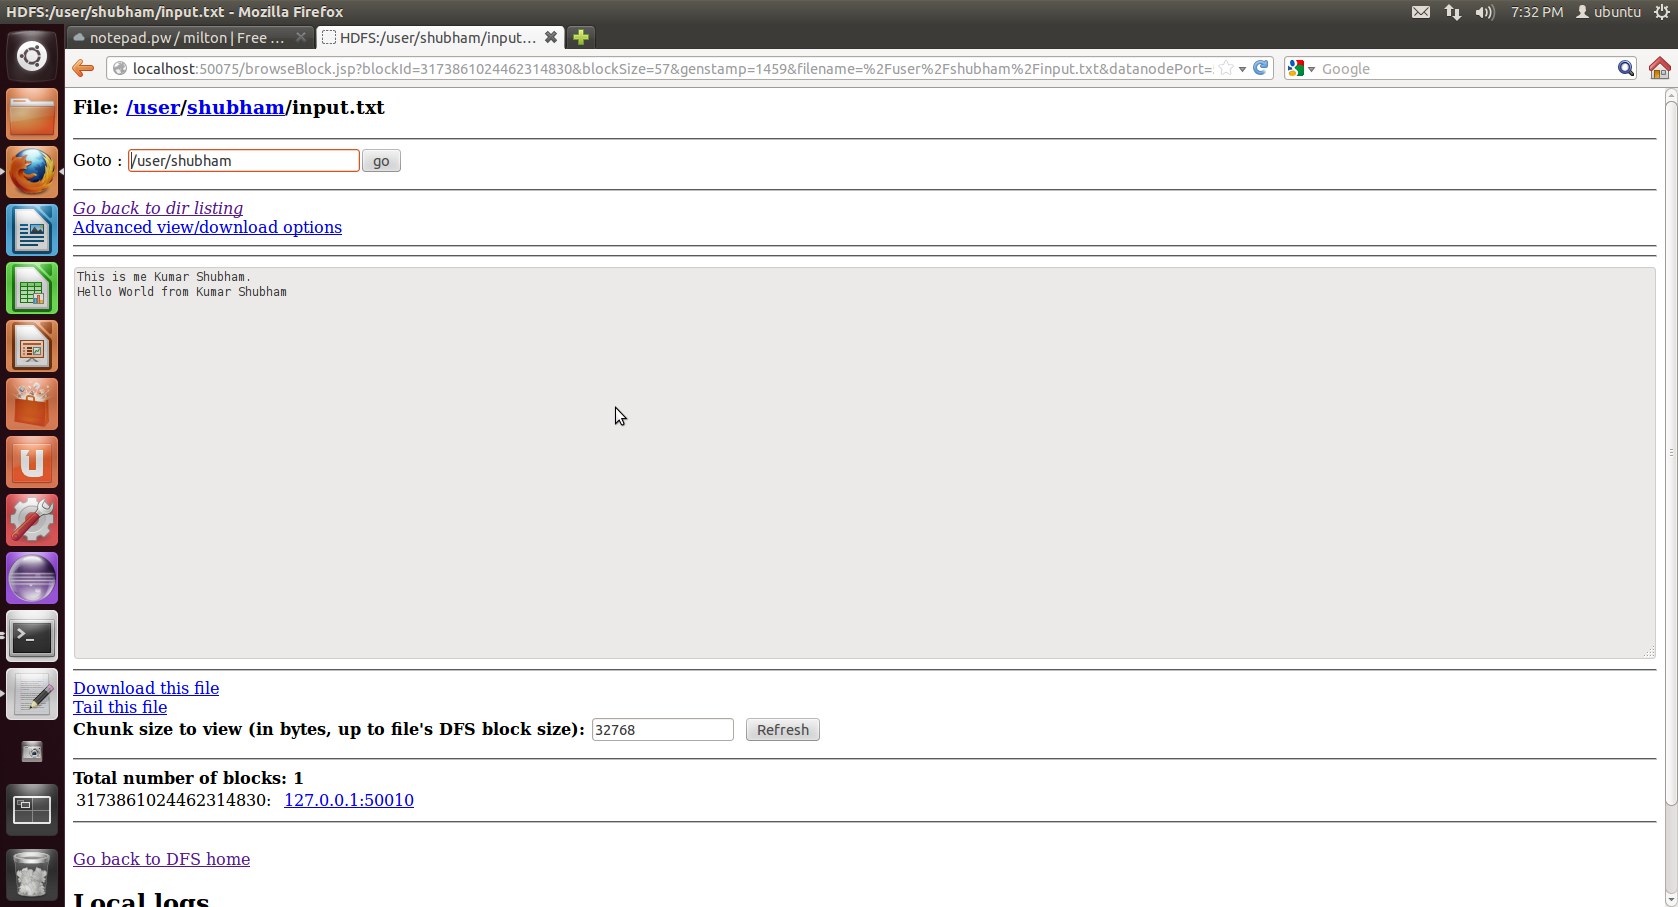 HDFS:/user/shubham/input.txt - Mozilla Firefox
7:32 PM
ubuntu
notepad.pw / milton | Free ...
HDFS:/user/shubham/input...
localhost:50075/browseBlock.jsp?blockId=3173861024462314830&blockSize=57&genstamp=1459&filename=%2Fuser%2Fshubham%2Finput.txt&datanodePort=
Google
File: /user/shubham/input.txt
Goto : /user/shubham go
Go back to dir listing
Advanced view/download options
This is me Kumar Shubham.
Hello World from Kumar Shubham
Download this file
Tail this file
Chunk size to view (in bytes, up to file's DFS block size): 32768 Refresh
Total number of blocks: 1
3173861024462314830: 127.0.0.1:50010
Go back to DFS home
Local logs